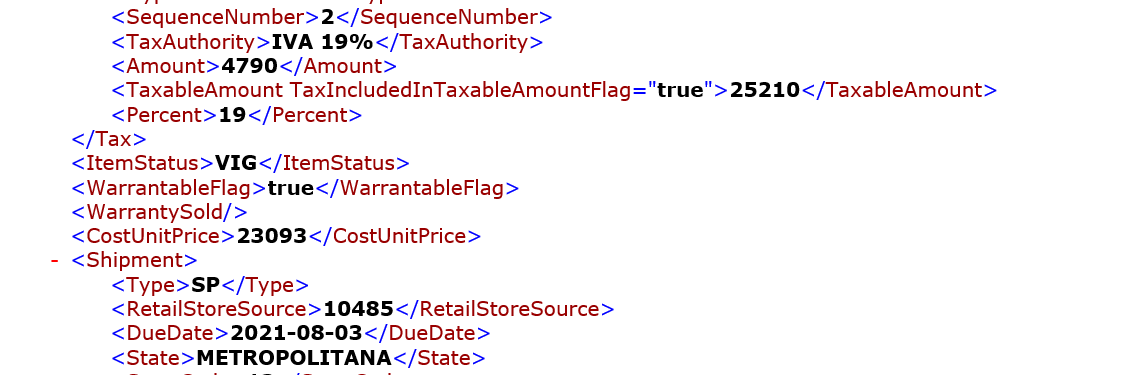 <SequenceNumber>2</SequenceNumber>
<TaxAuthority>IVA 19%</TaxAuthority>
<Amount>4790</Amount>
<TaxableAmount TaxIncludedInTaxableAmountFlag="true">25210</TaxableAmount>
<Percent>19</Percent>
</Tax>
<ItemStatus>VIG</ItemStatus>
<WarrantableFlag>true</WarrantableFlag>
<WarrantySold/>
<CostUnitPrice>23093</CostUnitPrice>
- <Shipment>
<Type>SP</Type>
<RetailStoreSource>10485</RetailStoreSource>
<DueDate>2021-08-03</DueDate>
<State>METROPOLITANA</State>